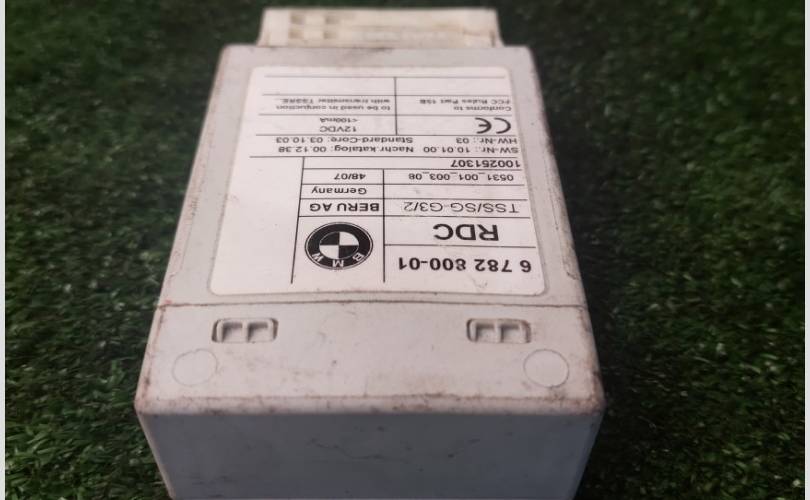 6 782 800-01
BMW
RDC
TSS/SG-G3/2 BERU AG
Germany
0531_001_003_08 48/07
100251307
SW-Nr.: 10.01.00 Nachr.katalog: 00.12.38
HW-Nr.: 03 Standard-Core: 03.10.03
CE 12VDC
<100mA
Conforms to to be used in conjuction
FCC Rules Part 15B with transmitter TSSRE